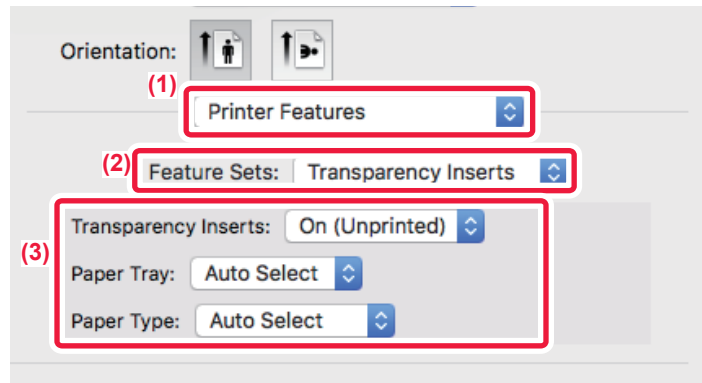 Orientation:
(1)
Printer Features
(2)
Feature Sets: Transparency Inserts
(3)
Transparency Inserts: On (Unprinted)
Paper Tray: Auto Select
Paper Type: Auto Select